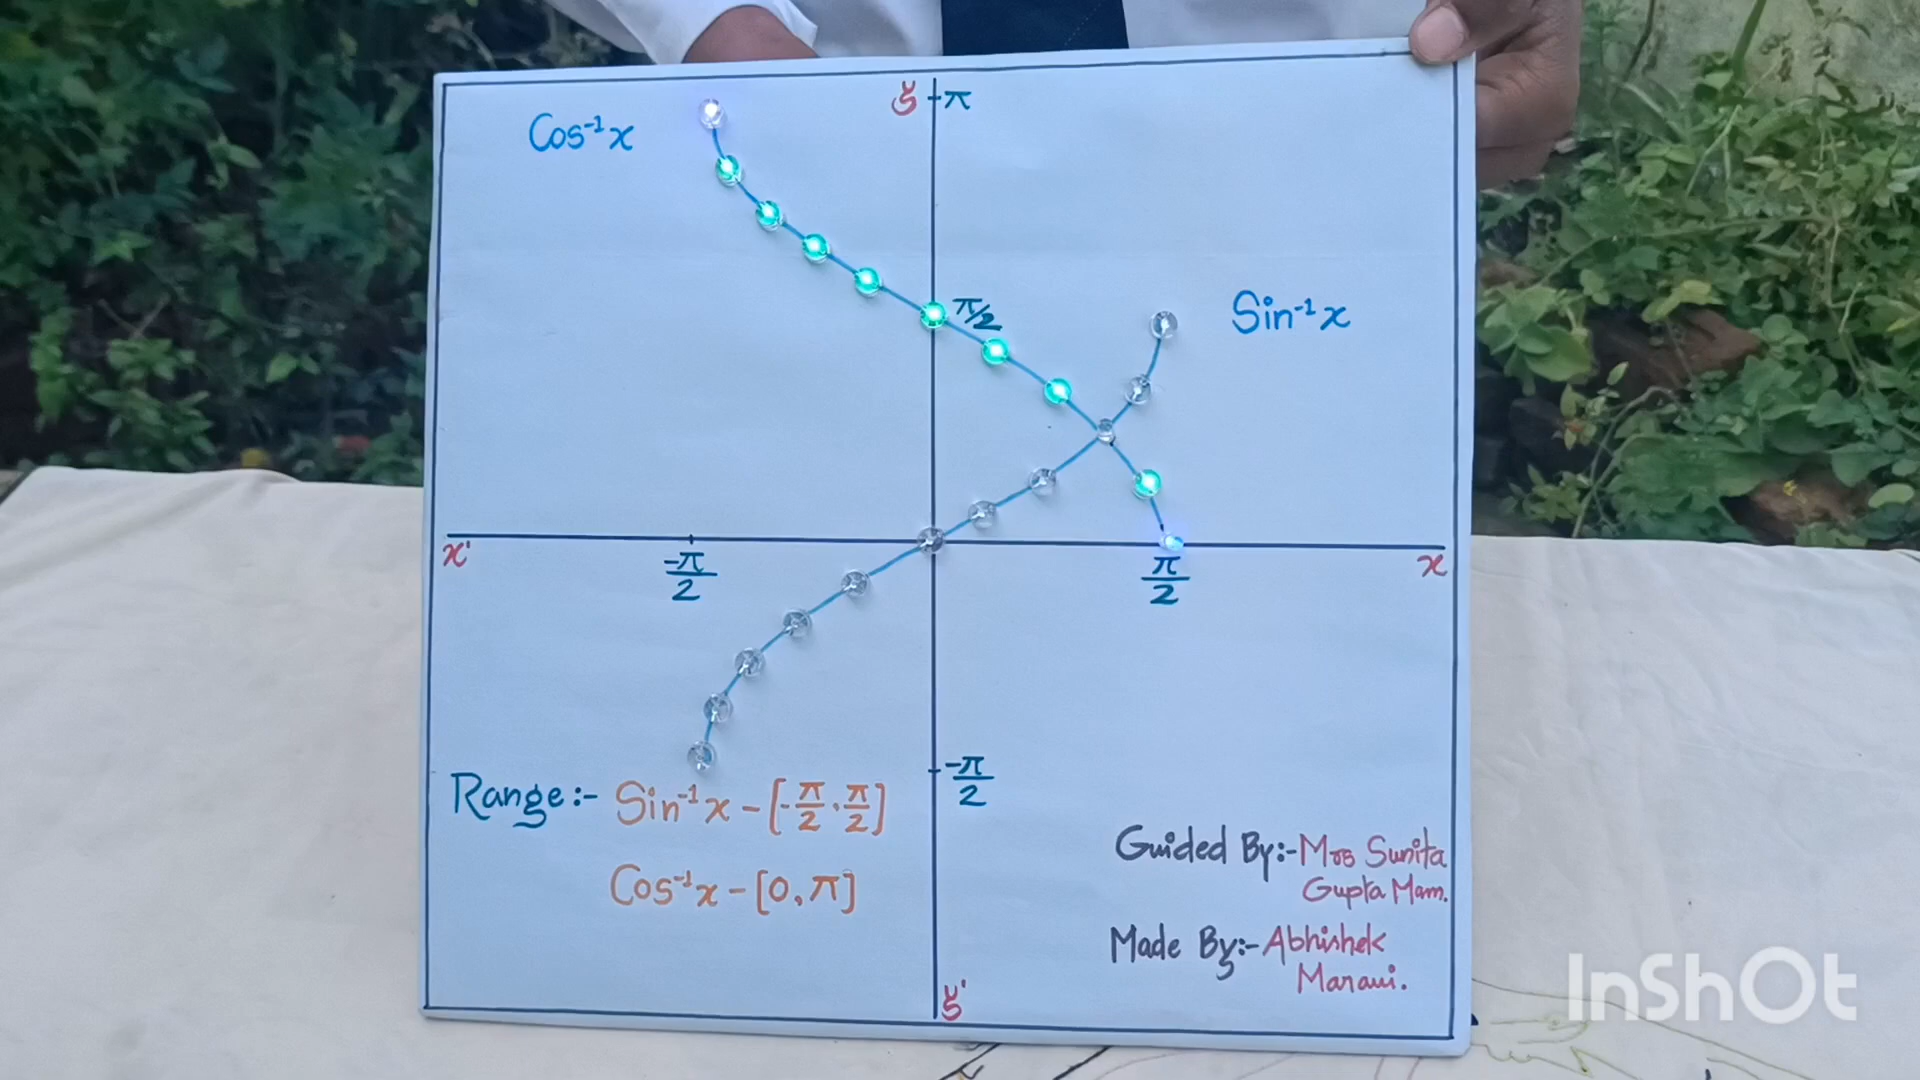 Cos⁻¹x
y
π
π/2
Sin⁻¹x
x'
-π/2
π/2
x
-π/2
Range:- Sin⁻¹x - [-π/2, π/2]
Cos⁻¹x - [0, π]
Guided By:- Mrs Sunita
Gupta Mam.
Made By:- Abhishek
Maravi.
y'
InShOt